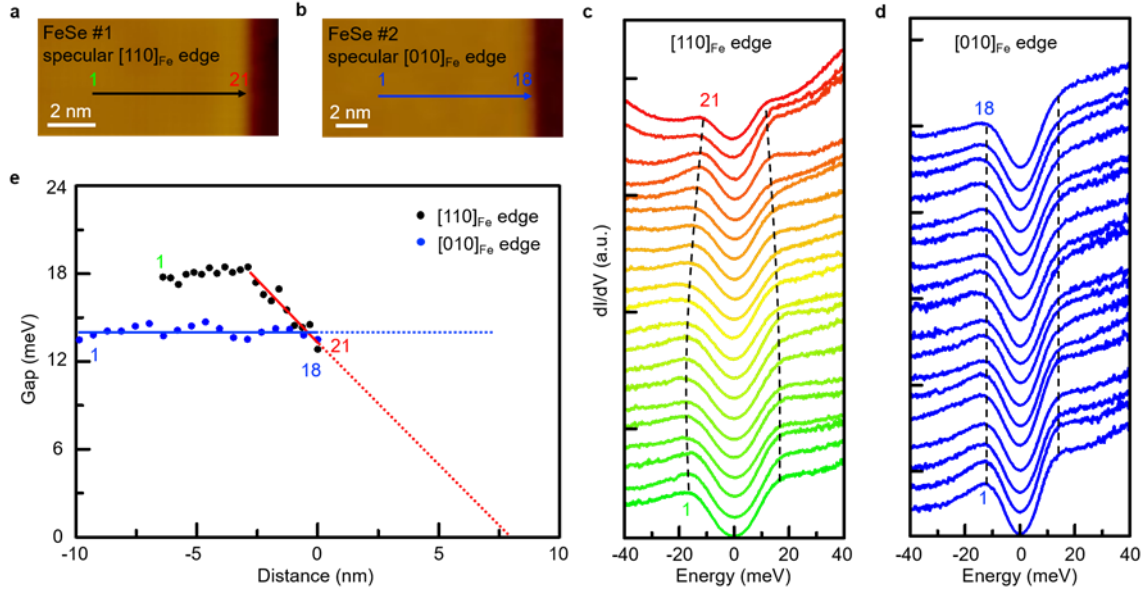 a
FeSe #1
specular [110]Fe edge
1
21
2 nm
b
FeSe #2
specular [010]Fe edge
1
18
2 nm
c
[110]Fe edge
21
1
dI/dV (a.u.)
-40 -20 0 20 40
Energy (meV)
d
[010]Fe edge
18
1
-40 -20 0 20 40
Energy (meV)
e
24
18
12
6
0
Gap (meV)
[110]Fe edge
[010]Fe edge
1
1
21
18
-10 -5 0 5 10
Distance (nm)